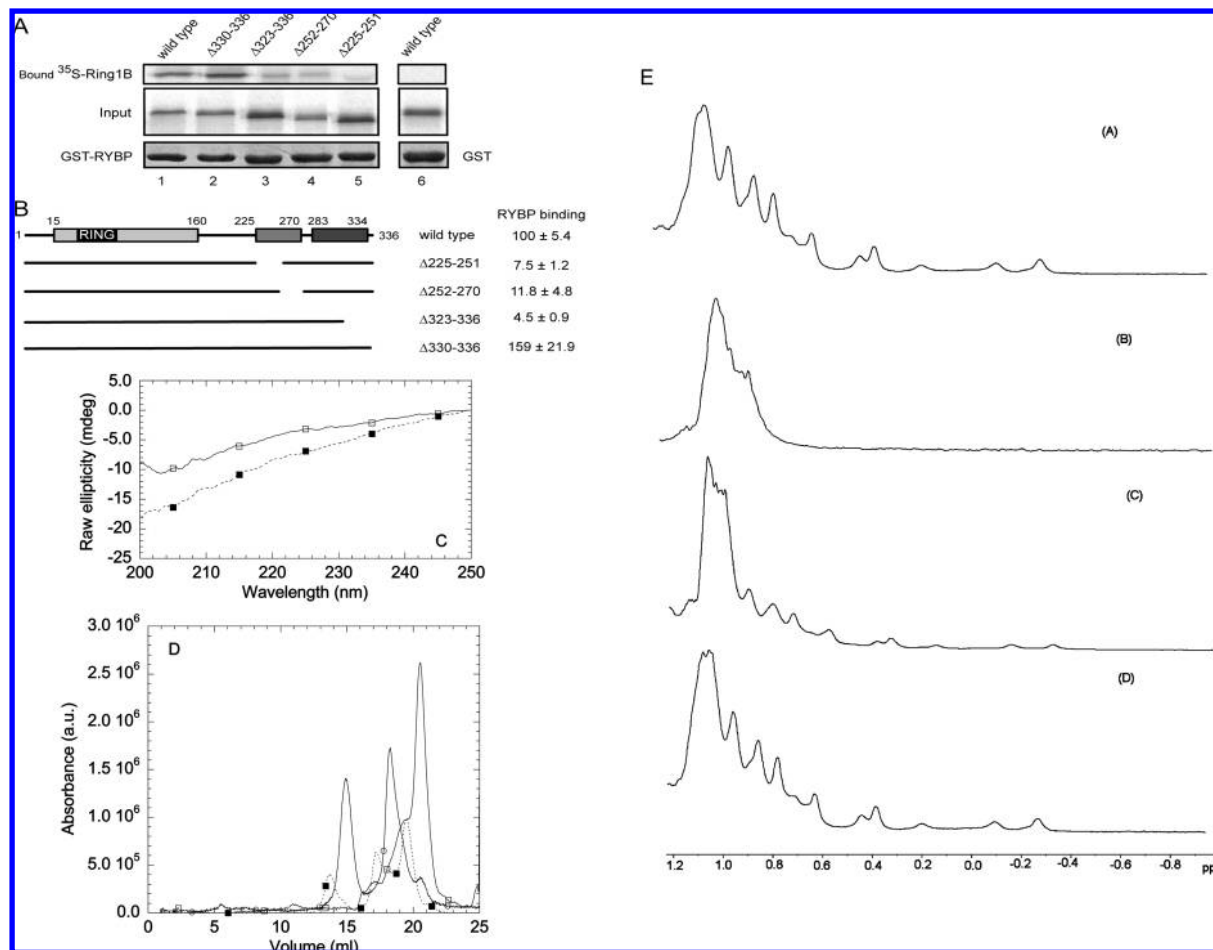 A
wild type
Δ330-336
Δ323-336
Δ252-270
Δ225-251
wild type
Bound ³⁵S-Ring1B
Input
GST-RYBP
GST
1 2 3 4 5 6
B
RYBP binding
15 160 225 270 283 334
1 RING 336 wild type 100 ± 5.4
Δ225-251 7.5 ± 1.2
Δ252-270 11.8 ± 4.8
Δ323-336 4.5 ± 0.9
Δ330-336 159 ± 21.9
Raw ellipticity (mdeg)
5.0
0.0
-5.0
-10
-15
-20
-25
C
200 210 220 230 240 250
Wavelength (nm)
Absorbance (a.u.)
3.0 10⁶
2.5 10⁶
2.0 10⁶
1.5 10⁶
1.0 10⁶
5.0 10⁵
0.0
D
0 5 10 15 20 25
Volume (ml)
E
(A)
(B)
(C)
(D)
1.2 1.0 0.8 0.6 0.4 0.2 0.0 -0.2 -0.4 -0.6 -0.8